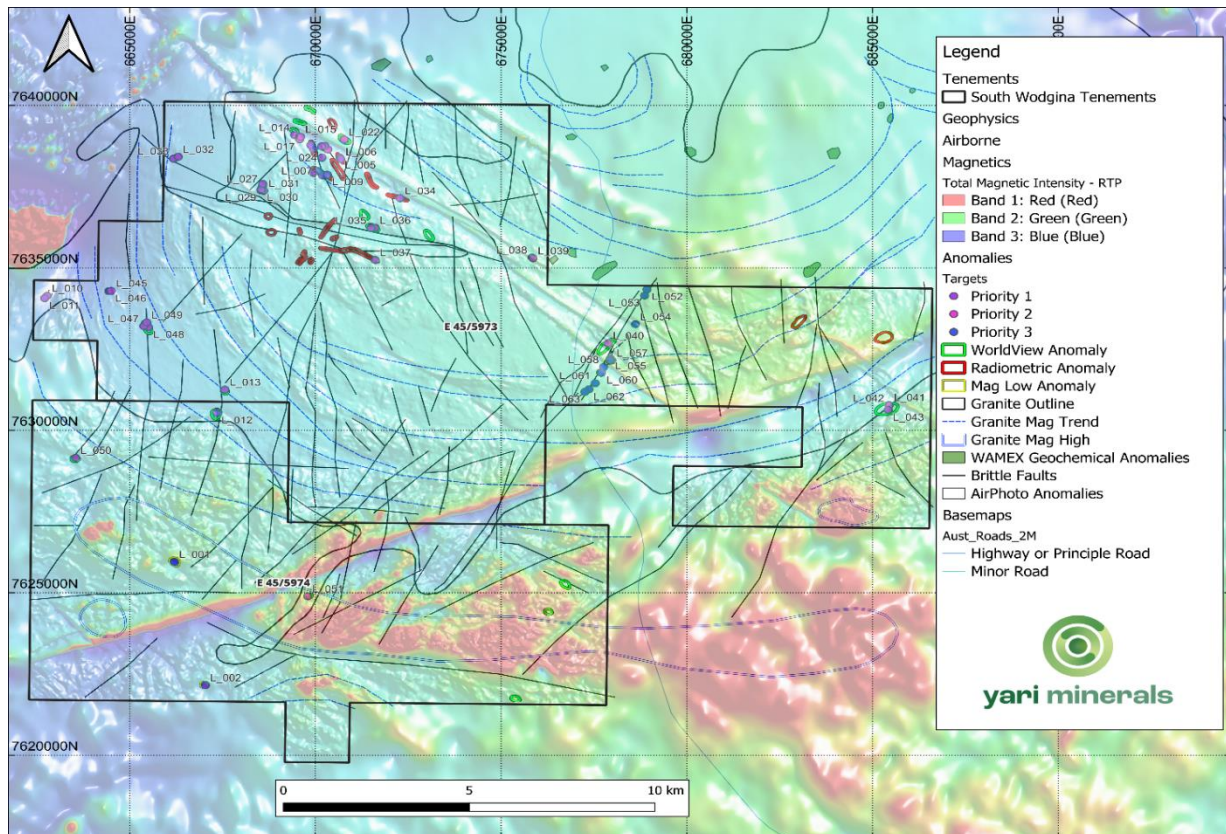 665000E
670000E
675000E
680000E
685000E
7640000N
7635000N
7630000N
7625000N
7620000N
L_014
L_015
L_022
L_017
L_006
L_024
L_005
L_007
L_009
L_032
L_027
L_031
L_029
L_030
L_034
L_035
L_036
L_037
L_038
L_039
L_010
L_011
L_045
L_046
L_047
L_049
L_048
L_053
L_052
L_054
L_040
L_058
L_057
L_055
L_061
L_060
L_063
L_062
L_013
L_012
L_042
L_041
L_043
L_050
L_001
L_051
L_002
E 45/5973
E 45/5974
0
5
10 km
Legend
Tenements
South Wodgina Tenements
Geophysics
Airborne
Magnetics
Total Magnetic Intensity - RTP
Band 1: Red (Red)
Band 2: Green (Green)
Band 3: Blue (Blue)
Anomalies
Targets
Priority 1
Priority 2
Priority 3
WorldView Anomaly
Radiometric Anomaly
Mag Low Anomaly
Granite Outline
Granite Mag Trend
Granite Mag High
WAMEX Geochemical Anomalies
Brittle Faults
AirPhoto Anomalies
Basemaps
Aust_Roads_2M
Highway or Principle Road
Minor Road
yari minerals